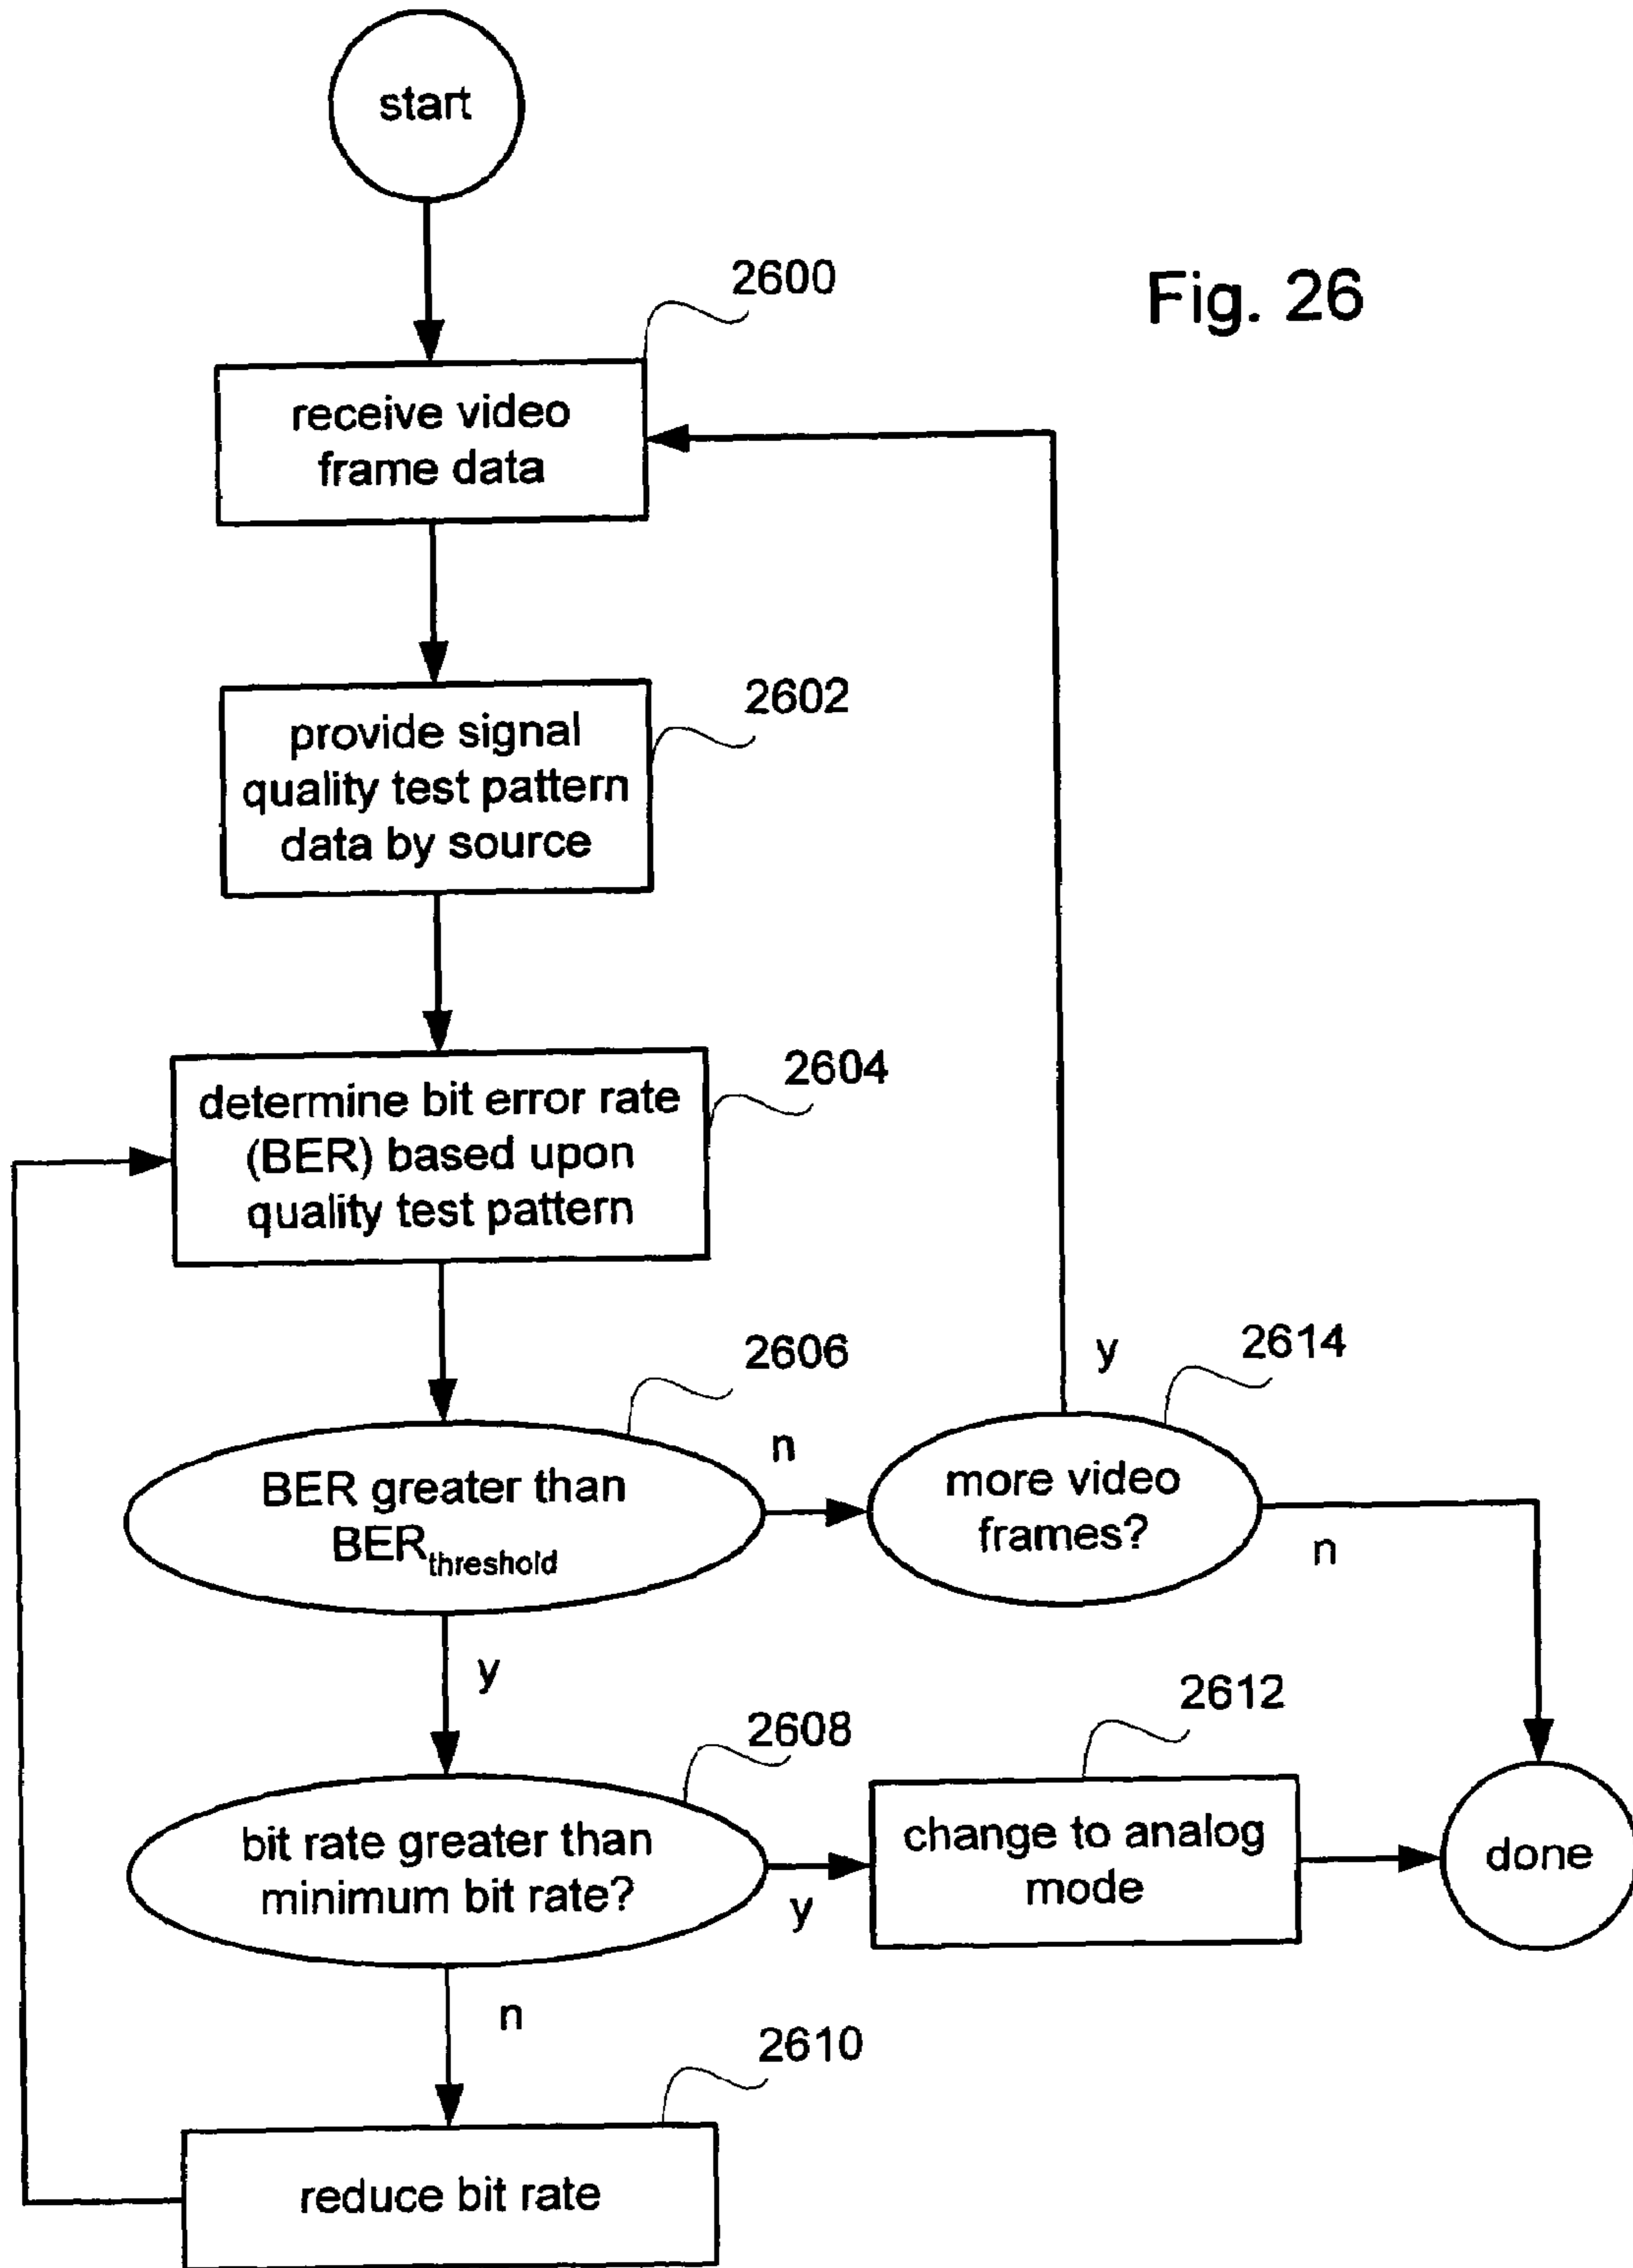 start
2600
Fig. 26
receive video
frame data
2602
provide signal
quality test pattern
data by source
2604
determine bit error rate
(BER) based upon
quality test pattern
2606
BER greater than
BERthreshold
n
y
2614
more video
frames?
y
n
2608
bit rate greater than
minimum bit rate?
y
n
2612
change to analog
mode
done
2610
reduce bit rate